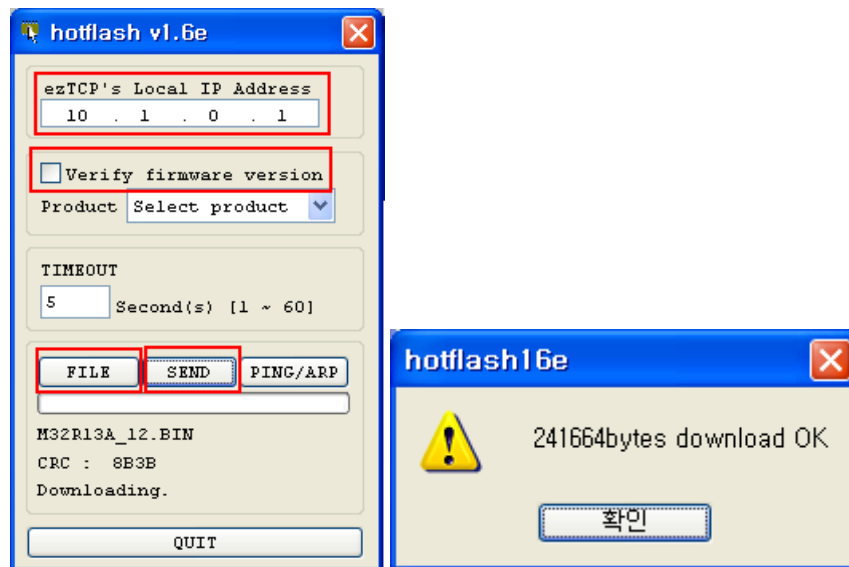 hotflash v1.6e
ezTCP's Local IP Address
10 . 1 . 0 . 1
Verify firmware version
Product Select product
TIMEOUT
5 Second(s) [1 ~ 60]
FILE SEND PING/ARP
M32R13A_12.BIN
CRC : 8B3B
Downloading.
QUIT
hotflash16e
241664bytes download OK
확인